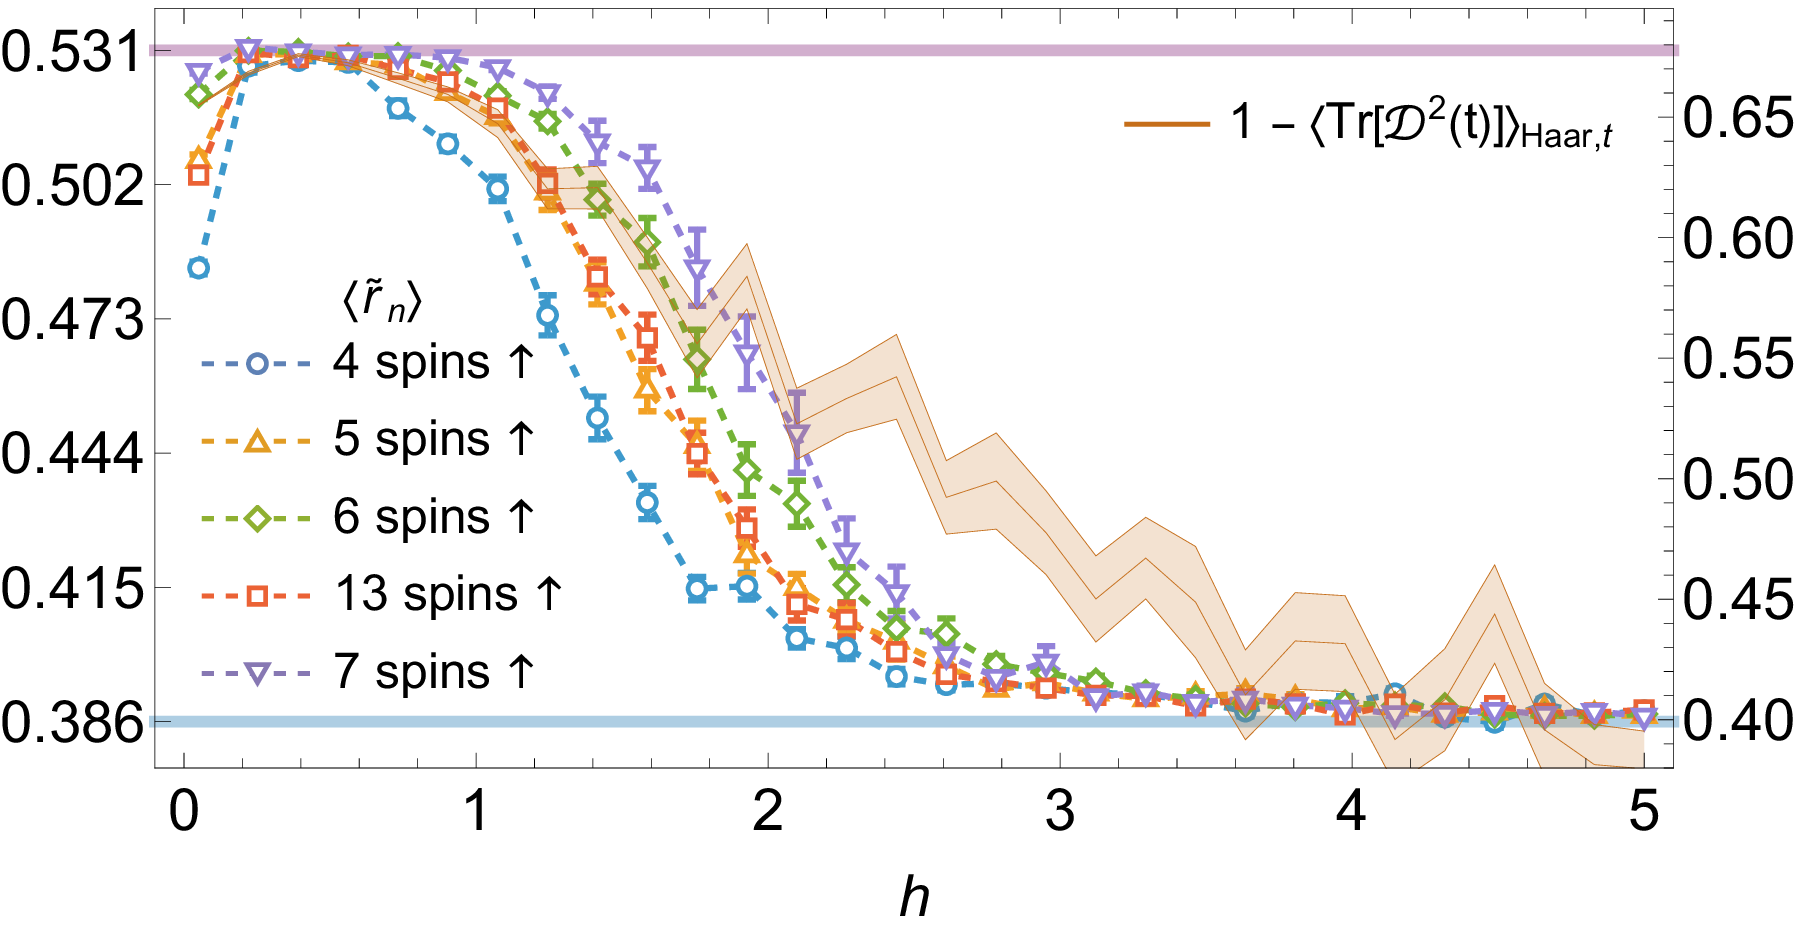 0.531
0.502
0.473
0.444
0.415
0.386
⟨r̃ₙ⟩
4 spins ↑
5 spins ↑
6 spins ↑
13 spins ↑
7 spins ↑
1 − ⟨Tr[𝒟²(t)]⟩Haar,t
0.65
0.60
0.55
0.50
0.45
0.40
0 1 2 3 4 5
h